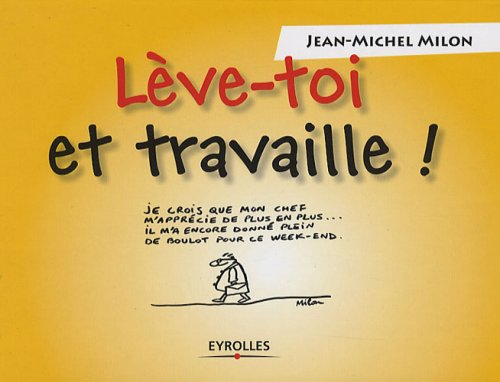 JEAN-MICHEL MILON
Lève-toi
et travaille !
JE CROIS QUE MON CHEF
M'APPRÉCIE DE PLUS EN PLUS...
IL M'A ENCORE DONNÉ PLEIN
DE BOULOT POUR CE WEEK-END.
Milon
EYROLLES